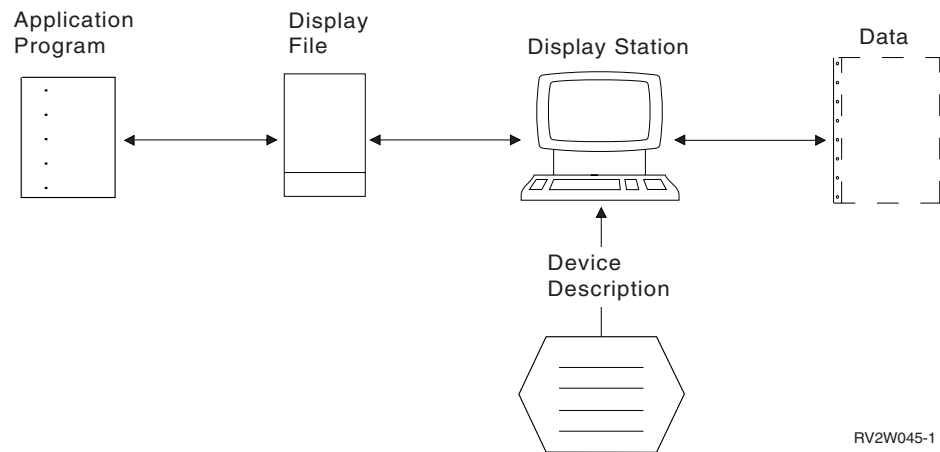 Application
Program
Display
File
Display Station
Data
Device
Description
RV2W045-1